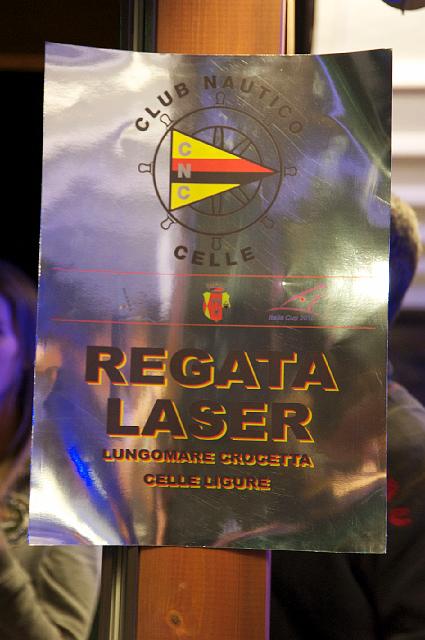 CLUB NAUTICO
C
N
C
CELLE
REGATA
LASER
LUNGOMARE CROCETTA
CELLE LIGURE